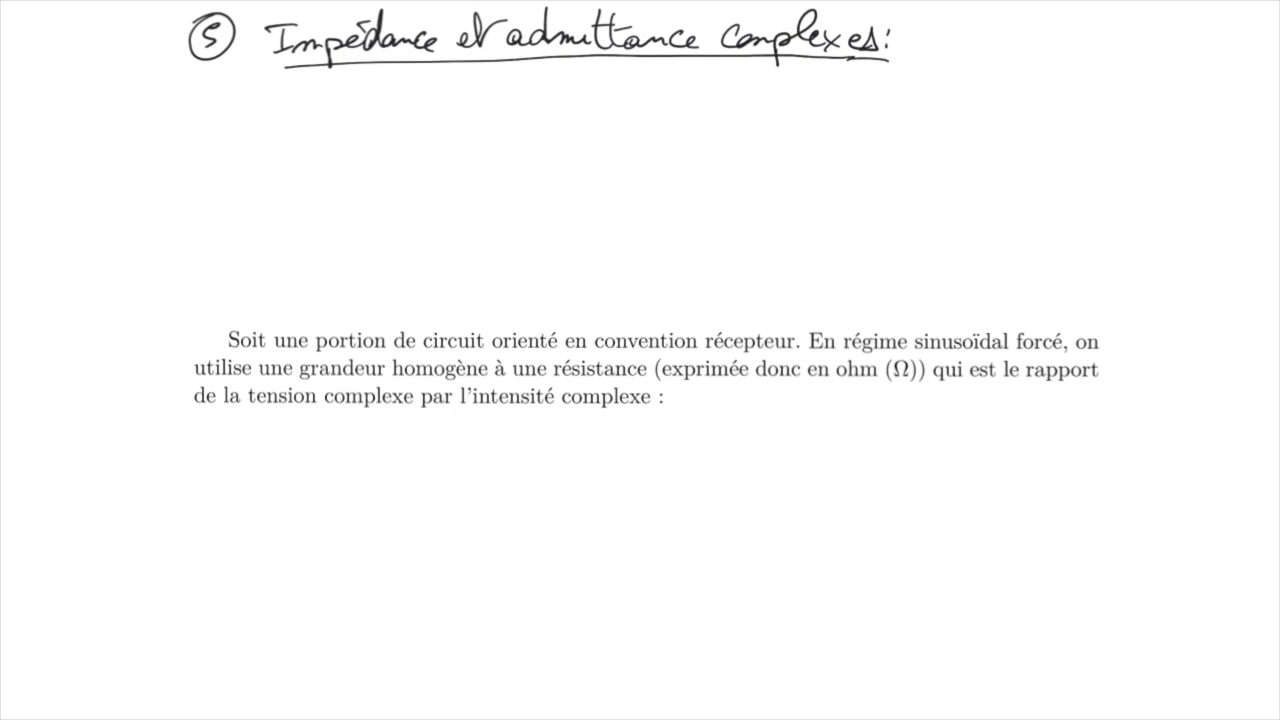 5 Impédance et admittance complexes :
Soit une portion de circuit orienté en convention récepteur. En régime sinusoïdal forcé, on
utilise une grandeur homogène à une résistance (exprimée donc en ohm (Ω)) qui est le rapport
de la tension complexe par l'intensité complexe :